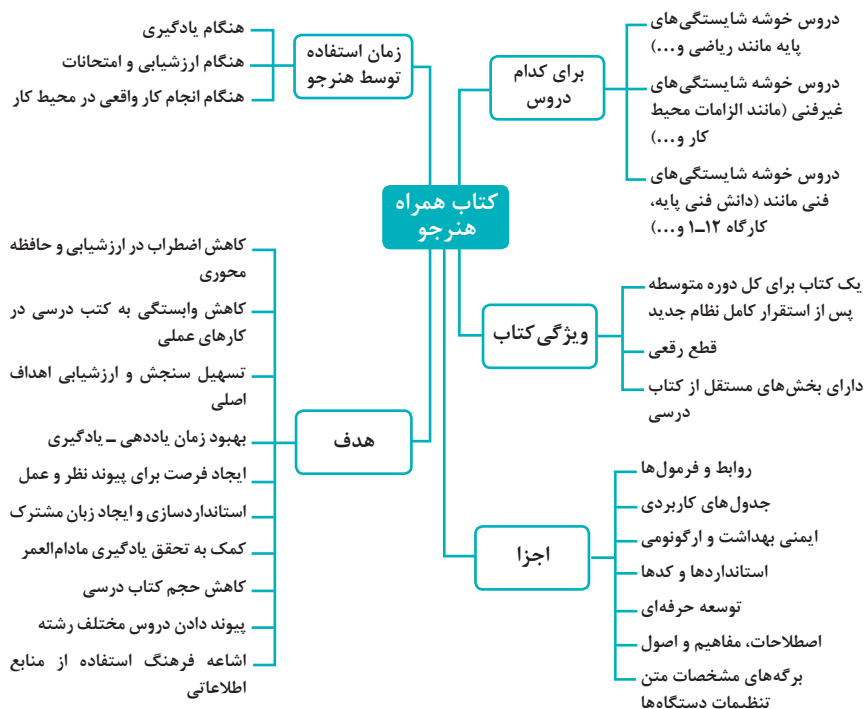 کتاب همراه
هنرجو
برای کدام
دروس
دروس خوشه شایستگی‌های
پایه مانند ریاضی و...)
دروس خوشه شایستگی‌های
غیرفنی (مانند الزامات محیط
کار و...)
دروس خوشه شایستگی‌های
فنی مانند (دانش فنی پایه،
کارگاه ۱۲ـ۱ و...)
ویژگی کتاب
یک کتاب برای کل دوره متوسطه
پس از استقرار کامل نظام جدید
قطع رقعی
دارای بخش‌های مستقل از کتاب
درسی
اجزا
روابط و فرمول‌ها
جدول‌های کاربردی
ایمنی بهداشت و ارگونومی
استانداردها و کدها
توسعه حرفه‌ای
اصطلاحات، مفاهیم و اصول
برگه‌های مشخصات متن
تنظیمات دستگاه‌ها
زمان استفاده
توسط هنرجو
هنگام یادگیری
هنگام ارزشیابی و امتحانات
هنگام انجام کار واقعی در محیط کار
هدف
کاهش اضطراب در ارزشیابی و حافظه
محوری
کاهش وابستگی به کتب درسی در
کارهای عملی
تسهیل سنجش و ارزشیابی اهداف
اصلی
بهبود زمان یاددهی ـ یادگیری
ایجاد فرصت برای پیوند نظر و عمل
استانداردسازی و ایجاد زبان مشترک
کمک به تحقق یادگیری مادام‌العمر
کاهش حجم کتاب درسی
پیوند دادن دروس مختلف رشته
اشاعه فرهنگ استفاده از منابع
اطلاعاتی